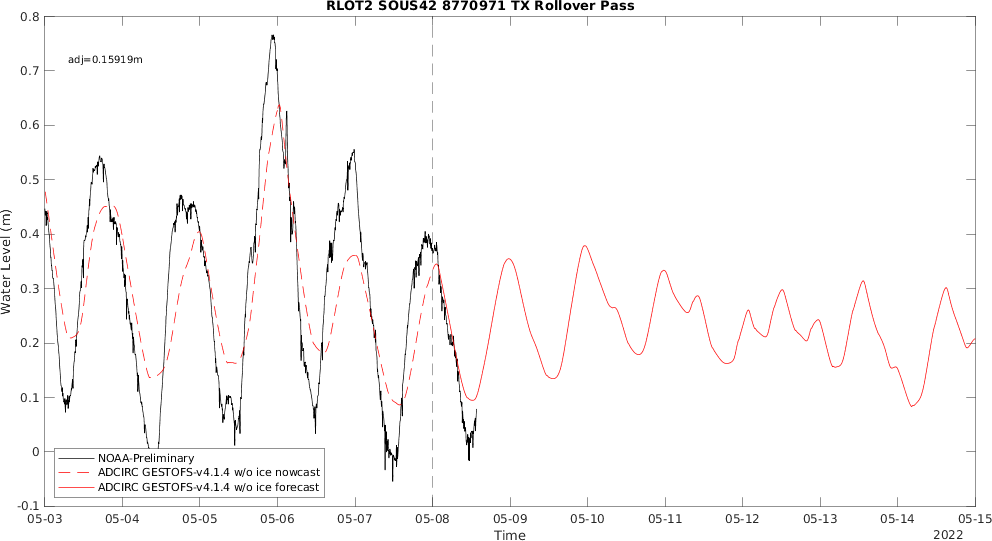 RLOT2 SOUS42 8770971 TX Rollover Pass
adj=0.15919m
0.8
0.7
0.6
0.5
0.4
0.3
0.2
0.1
0
-0.1
Water Level (m)
NOAA-Preliminary
ADCIRC GESTOFS-v4.1.4 w/o ice nowcast
ADCIRC GESTOFS-v4.1.4 w/o ice forecast
05-03 05-04 05-05 05-06 05-07 05-08 05-09 05-10 05-11 05-12 05-13 05-14 05-15
Time
2022